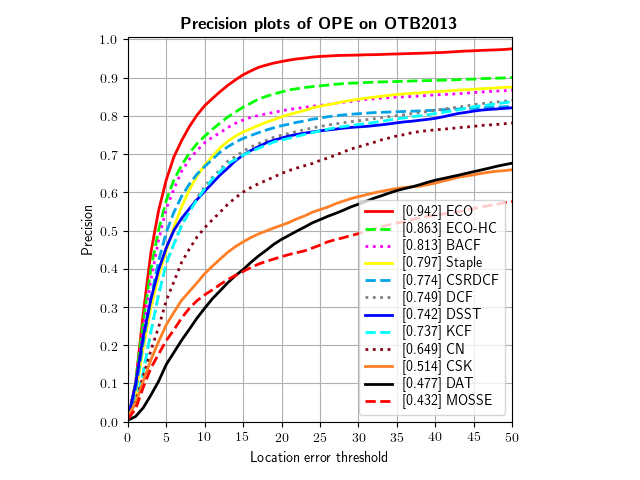 Precision plots of OPE on OTB2013
Precision
1.0
0.9
0.8
0.7
0.6
0.5
0.4
0.3
0.2
0.1
0.0
[0.942] ECO
[0.863] ECO-HC
[0.813] BACF
[0.797] Staple
[0.774] CSRDCF
[0.749] DCF
[0.742] DSST
[0.737] KCF
[0.649] CN
[0.514] CSK
[0.477] DAT
[0.432] MOSSE
0 5 10 15 20 25 30 35 40 45 50
Location error threshold